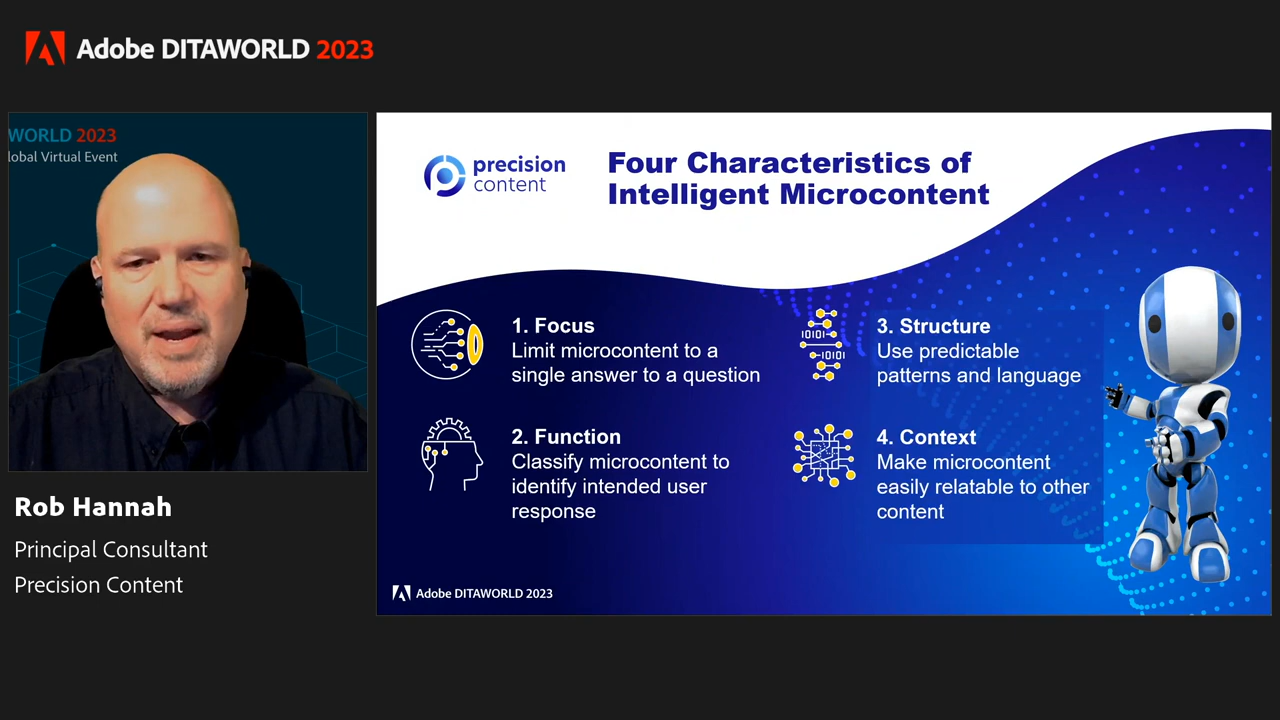 Adobe DITAWORLD 2023
WORLD 2023
lobal Virtual Event
Rob Hannah
Principal Consultant
Precision Content
precision
content
Four Characteristics of
Intelligent Microcontent
1. Focus
Limit microcontent to a
single answer to a question
2. Function
Classify microcontent to
identify intended user
response
3. Structure
Use predictable
patterns and language
4. Context
Make microcontent
easily relatable to other
content
10101
10101
Adobe DITAWORLD 2023